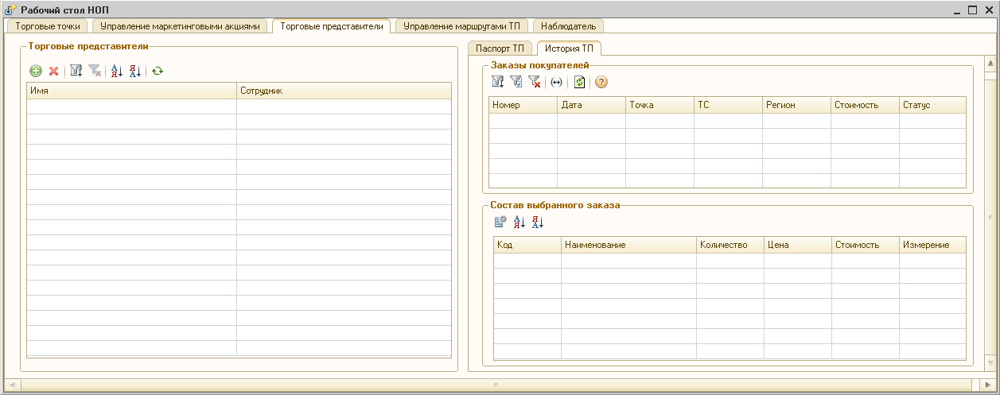 Рабочий стол НОП
Торговые точки Управление маркетинговыми акциями Торговые представители Управление маршрутами ТП Наблюдатель
Торговые представители
Имя Сотрудник
Паспорт ТП История ТП
Заказы покупателей
Номер Дата Точка ТС Регион Стоимость Статус
Состав выбранного заказа
Код Наименование Количество Цена Стоимость Измерение